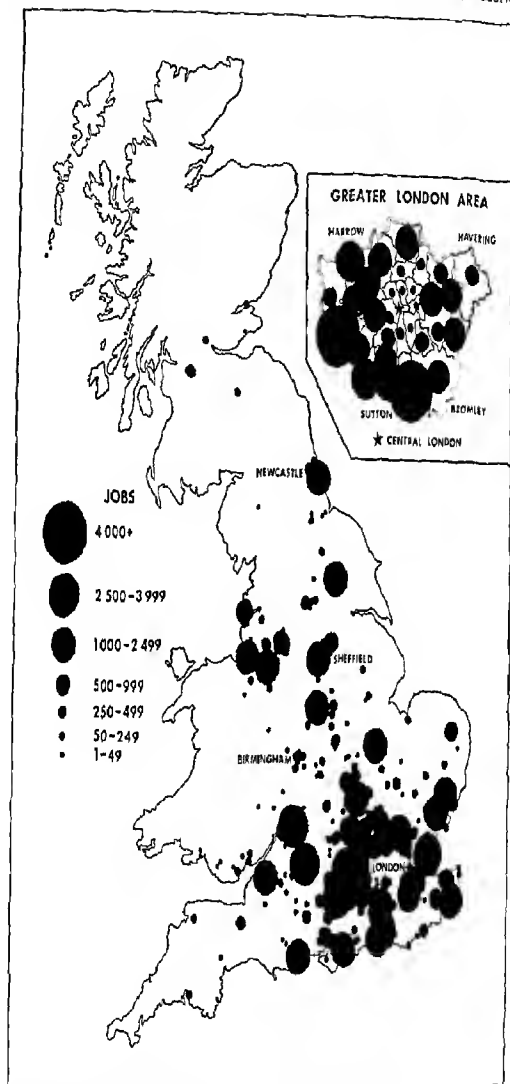 GREATER LONDON AREA
HARROW
HAVERING
SUTTON
BROMLEY
★ CENTRAL LONDON
NEWCASTLE
JOBS
4 000+
2 500-3 999
1000-2 499
500-999
250-499
50-249
1-49
SHEFFIELD
BIRMINGHAM
LONDON